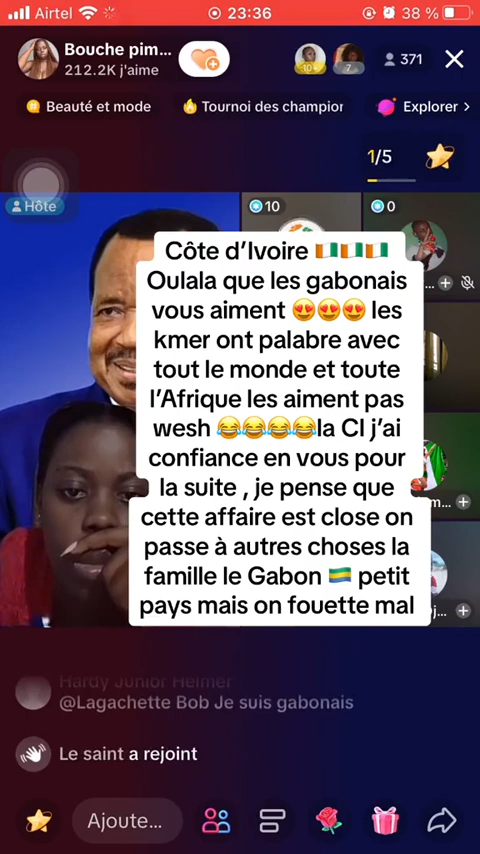 Airtel
23:36
38 %
Bouche pim...
212.2K j'aime
10+
7
371
Beauté et mode
Tournoi des champion
Explorer >
1/5
Hôte
10
0
Côte d'Ivoire 🇨🇮🇨🇮🇨🇮
Oulala que les gabonais
vous aiment 😍😍😍 les
kmer ont palabre avec
tout le monde et toute
l'Afrique les aiment pas
wesh 😂😂😂😂la CI j'ai
confiance en vous pour
la suite , je pense que
cette affaire est close on
passe à autres choses la
famille le Gabon 🇬🇦 petit
pays mais on fouette mal
Hardy Junior Helmer
@Lagachette Bob Je suis gabonais
Le saint a rejoint
Ajoute...